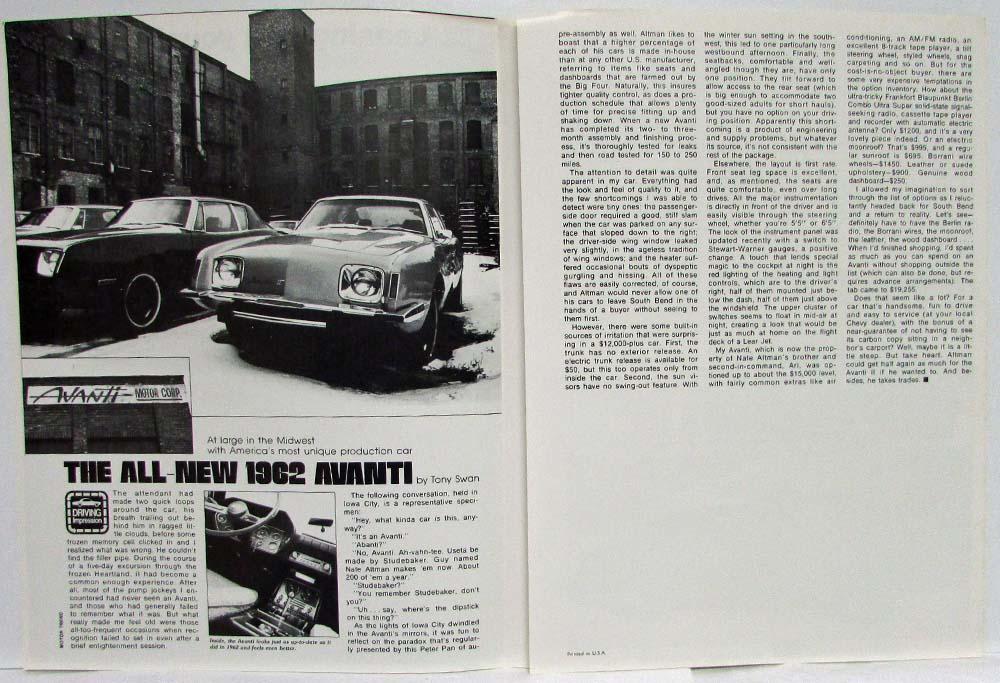 AVANTI MOTOR CORP.
At large in the Midwest
with America's most unique production car
THE ALL-NEW 1962 AVANTI by Tony Swan
DRIVING
Impression
The attendant had
made two quick loops
around the car, his
breath trailing out be-
hind him in ragged lit-
tle clouds, before some
frozen memory cell clicked in and I
realized what was wrong. He couldn't
find the filler pipe. During the course
of a five-day excursion through the
frozen Heartland, it had become a
common enough experience. After
all, most of the pump jockeys I en-
countered had never seen an Avanti,
and those who had generally failed
to remember what it was. But what
really made me feel old were those
all-too-frequent occasions when rec-
ognition failed to set in even after a
brief enlightenment session.
MOTOR TREND
Inside, the Avanti looks just as up-to-date as it
did in 1962 and feels even better.
The following conversation, held in
Iowa City, is a representative speci-
men:
"Hey, what kinda car is this, any-
way?"
"It's an Avanti."
"Abanti?"
"No, Avanti. Ah-vahn-tee. Useta be
made by Studebaker. Guy named
Nate Altman makes 'em now. About
200 of 'em a year."
"Studebaker?"
"You remember Studebaker, don't
you?"
"Uh . . . say, where's the dipstick
on this thing?"
As the lights of Iowa City dwindled
in the Avanti's mirrors, it was fun to
reflect on the paradox that's regular-
ly presented by this Peter Pan of au-
pre-assembly as well. Altman likes to
boast that a higher percentage of
each of his cars is made in-house
than at any other U.S. manufacturer,
referring to items like seats and
dashboards that are farmed out by
the Big Four. Naturally, this insures
tighter quality control, as does a pro-
duction schedule that allows plenty
of time for precise fitting up and
shaking down. When a new Avanti
has completed its two- to three-
month assembly and finishing proc-
ess, it's thoroughly tested for leaks
and then road tested for 150 to 250
miles.
The attention to detail was quite
apparent in my car. Everything had
the look and feel of quality to it, and
the few shortcomings I was able to
detect were tiny ones: the passenger-
side door required a good, stiff slam
when the car was parked on any sur-
face that sloped down to the right;
the driver-side wing window leaked
very slightly, in the ageless tradition
of wing windows; and the heater suf-
fered occasional bouts of dyspeptic
gurgling and hissing. All of these
flaws are easily corrected, of course,
and Altman would never allow one of
his cars to leave South Bend in the
hands of a buyer without seeing to
them first.
However, there were some built-in
sources of irritation that were surpris-
ing in a $12,000-plus car. First, the
trunk has no exterior release. An
electric trunk release is available for
$50, but this too operates only from
inside the car. Second, the sun vi-
sors have no swing-out feature. With
the winter sun setting in the south-
west, this led to one particularly long
westbound afternoon. Finally, the
sealbacks, comfortable and well-
angled though they are, have only
one position. They tilt forward to
allow access to the rear seat (which
is big enough to accommodate two
good-sized adults for short hauls),
but you have no option on your driv-
ing position. Apparently this short-
coming is a product of engineering
and supply problems, but whatever
its source, it's not consistent with the
rest of the package.
Elsewhere, the layout is first rate.
Front seat leg space is excellent,
and, as mentioned, the seats are
quite comfortable, even over long
drives. All the major instrumentation
is directly in front of the driver and is
easily visible through the steering
wheel, whether you're 5'5" or 6'5".
The lock of the instrument panel was
updated recently with a switch to
Stewart-Warner gauges, a positive
change. A touch that lends special
magic to the cockpit at night is the
red lighting of the heating and light
controls, which are to the driver's
right, half of them mounted just be-
low the dash, half of them just above
the windshield. The upper cluster of
switches seems to float in mid-air at
night, creating a look that would be
just as much at home on the flight
deck of a Lear Jet.
My Avanti, which is now the prop-
erty of Nate Altman's brother and
second-in-command, Ari, was op-
tioned up to about the $15,000 level,
with fairly common extras like air
conditioning, an AM/FM radio, an
excellent 8-track tape player, a tilt
steering wheel, styled wheels, shag
carpeting and so on. But for the
cost-is-no-object buyer, there are
some very expensive temptations in
the option inventory. How about the
ultra-tricky Frankfort Blaupunkt Berlin
Combo Ultra Super solid-state signal-
seeking radio, cassette tape player
and recorder with automatic electric
antenna? Only $1200, and it's a very
lovely piece indeed. Or an electric
moonroof? That's $995, and a regu-
lar sunroof is $695. Borrani wire
wheels—$1450. Leather or suede
upholstery—$900. Genuine wood
dashboard—$250.
I allowed my imagination to sort
through the list of options as I reluc-
tantly headed back for South Bend
and a return to reality. Let's see—
definitely have to have the Berlin ra-
dio, the Borrani wires, the moonroof,
the leather, the wood dashboard . . .
When I'd finished shopping, I'd spent
as much as you can spend on an
Avanti without shopping outside the
list (which can also be done, but re-
quires advance arrangements). The
tab came to $19,255.
Does that seem like a lot? For a
car that's handsome, fun to drive
and easy to service (at your local
Chevy dealer), with the bonus of a
near-guarantee of not having to see
its carbon copy sitting in a neigh-
bor's carport? Well, maybe it is a lit-
tle steep. But take heart. Altman
could get half again as much for the
Avanti II if he wanted to. And be-
sides, he takes trades. ■
Printed in U.S.A.